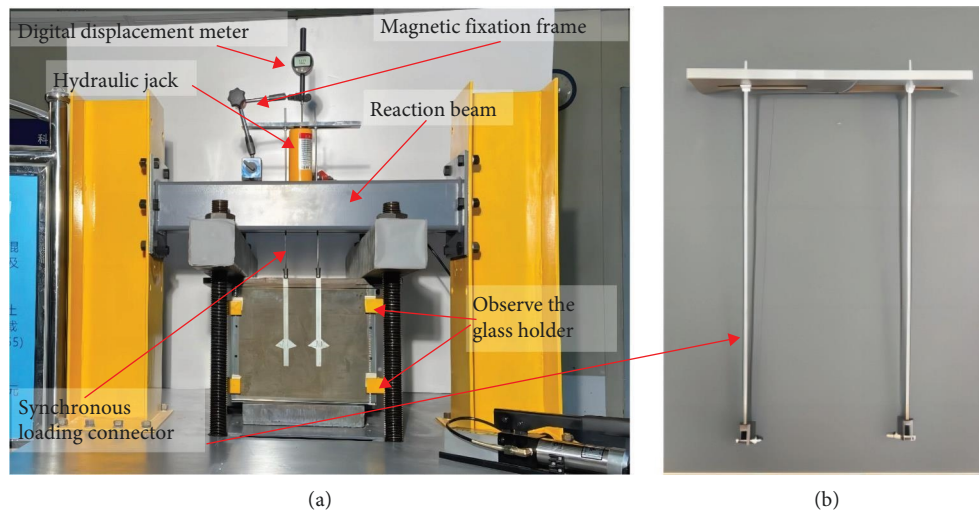 Digital displacement meter
Magnetic fixation frame
Hydraulic jack
Reaction beam
Observe the
glass holder
Synchronous
loading connector
(a)
(b)